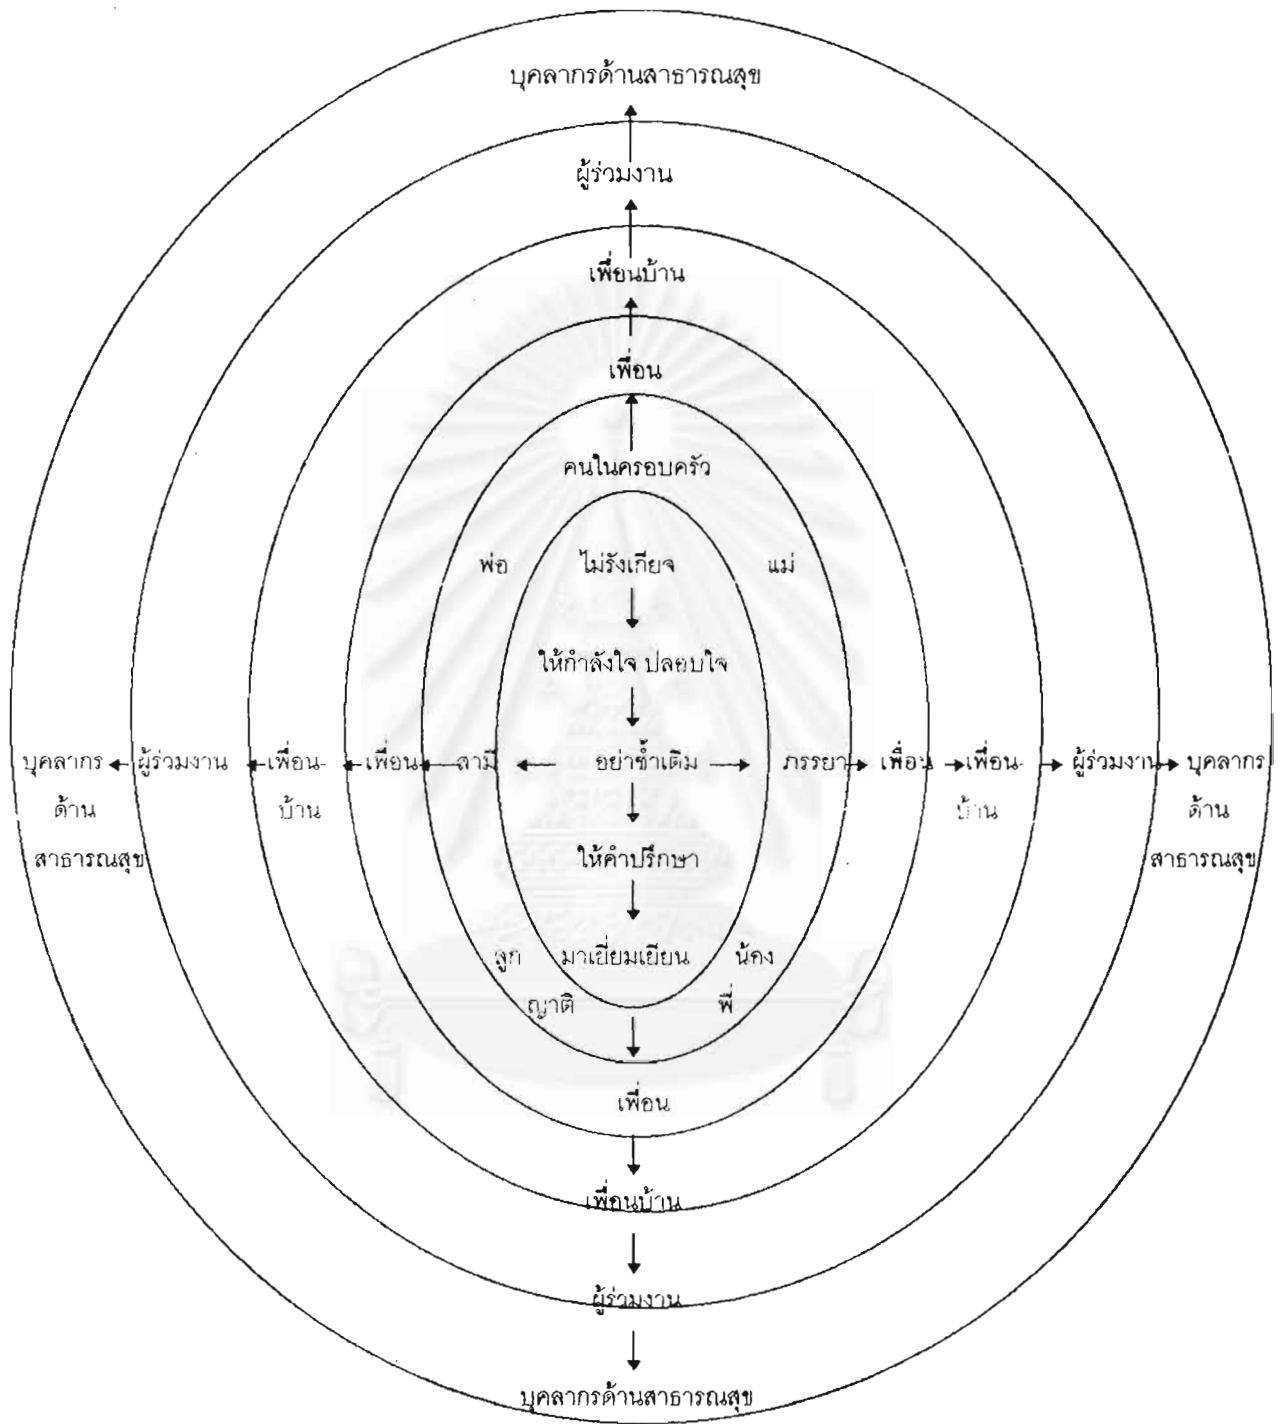 บุคลากรด้านสาธารณสุข
ผู้ร่วมงาน
เพื่อนบ้าน
เพื่อน
คนในครอบครัว
พ่อ ไม่รังเกียจ แม่
ให้กำลังใจ ปลอบใจ
บุคลากร ผู้ร่วมงาน เพื่อน- เพื่อน สามี อย่าซ้ำเติม ภรรยา เพื่อน เพื่อน- ผู้ร่วมงาน บุคลากร
ด้าน บ้าน บ้าน ด้าน
สาธารณสุข ให้คำปรึกษา สาธารณสุข
ลูก มาเยี่ยมเยียน น้อง
ญาติ พี่
เพื่อน
เพื่อนบ้าน
ผู้ร่วมงาน
บุคลากรด้านสาธารณสุข